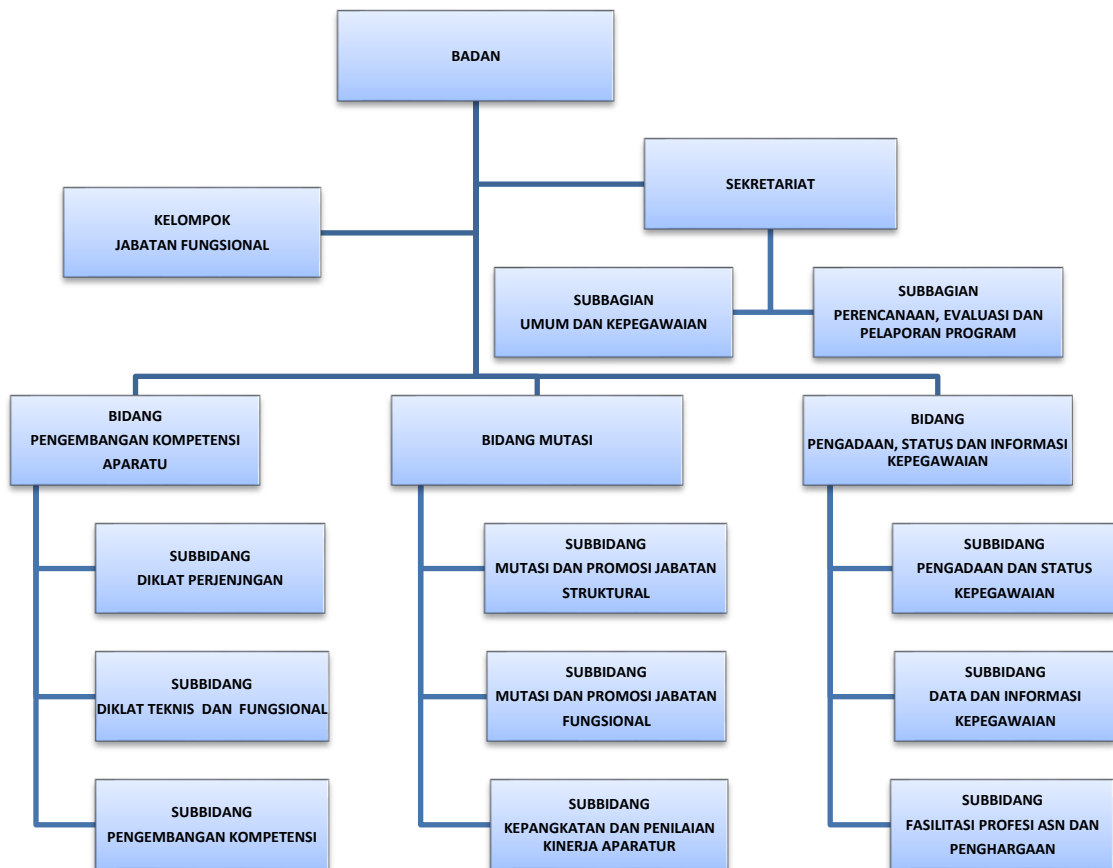 BADAN
SEKRETARIAT
KELOMPOK
JABATAN FUNGSIONAL
SUBBAGIAN
UMUM DAN KEPEGAWAIAN
SUBBAGIAN
PERENCANAAN, EVALUASI DAN
PELAPORAN PROGRAM
BIDANG
PENGEMBANGAN KOMPETENSI
APARATU
BIDANG MUTASI
BIDANG
PENGADAAN, STATUS DAN INFORMASI
KEPEGAWAIAN
SUBBIDANG
DIKLAT PERJENJNGAN
SUBBIDANG
MUTASI DAN PROMOSI JABATAN
STRUKTURAL
SUBBIDANG
PENGADAAN DAN STATUS
KEPEGAWAIAN
SUBBIDANG
DIKLAT TEKNIS DAN FUNGSIONAL
SUBBIDANG
MUTASI DAN PROMOSI JABATAN
FUNGSIONAL
SUBBIDANG
DATA DAN INFORMASI
KEPEGAWAIAN
SUBBIDANG
PENGEMBANGAN KOMPETENSI
SUBBIDANG
KEPANGKATAN DAN PENILAIAN
KINERJA APARATUR
SUBBIDANG
FASILITASI PROFESI ASN DAN
PENGHARGAAN